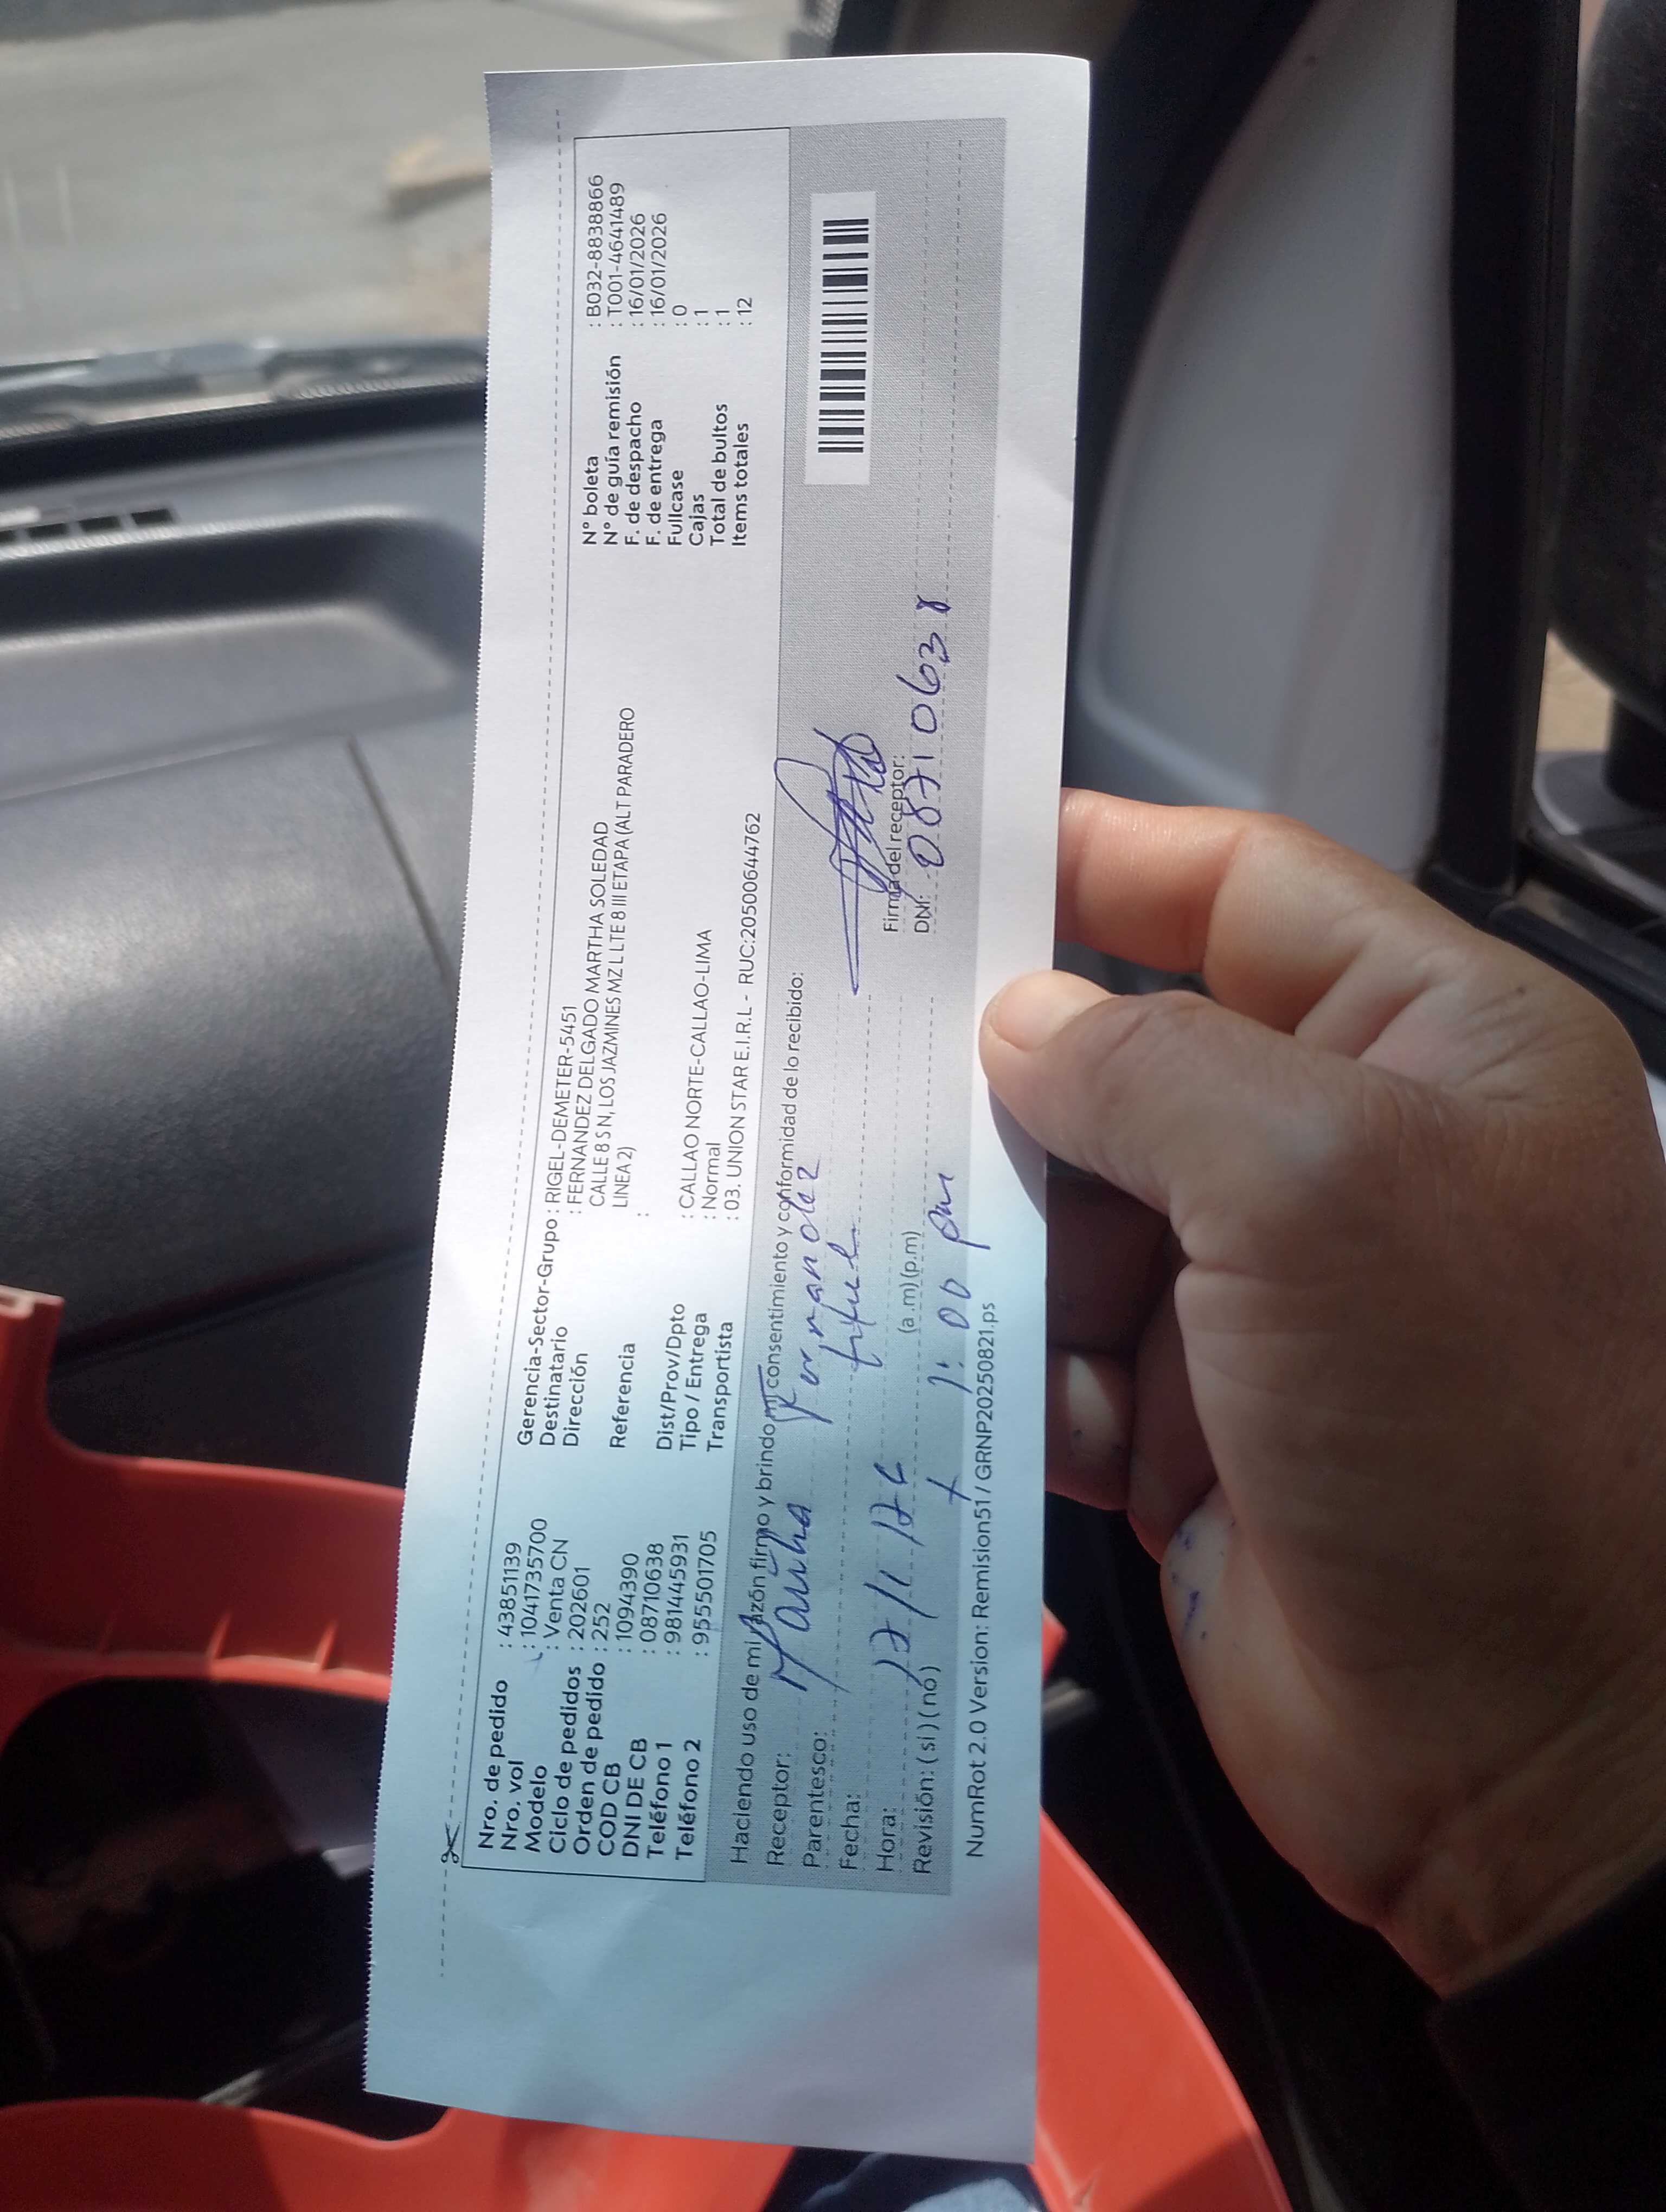 Nro. de pedido : 43851139
Nro. vol : 1041735700
Modelo : Venta CN
Ciclo de pedidos : 202601
Orden de pedido : 252
COD CB : 1094390
DNI DE CB : 08710638
Teléfono 1 : 981445931
Teléfono 2 : 955501705
Gerencia-Sector-Grupo : RIGEL-DEMETER-5451
Destinatario : FERNANDEZ DELGADO MARTHA SOLEDAD
Dirección CALLE 8 S N, LOS JAZMINES MZ L LTE 8 III ETAPA (ALT PARADERO
LINEA 2)
Referencia :
Dist/Prov/Dpto : CALLAO NORTE-CALLAO-LIMA
Tipo / Entrega : Normal
Transportista : 03. UNION STAR E.I.R.L - RUC:20500644762
N° boleta : B032-8838866
N° de guía remisión : T001-4641489
F. de despacho : 16/01/2026
F. de entrega : 16/01/2026
Fullcase : 0
Cajas : 1
Total de bultos : 1
Items totales : 12
Haciendo uso de mi razón firmo y brindo mi consentimiento y conformidad de lo recibido:
Receptor: Martha Fernandez
Parentesco:
Fecha: 17/1/26
Hora: (a.m) (p.m)
Revisión: ( si ) ( no ) 1:00 pm
Firma del receptor:
DNI: 08710638
NumRot 2.0 Version: Remision51 / GRNP20250821.ps